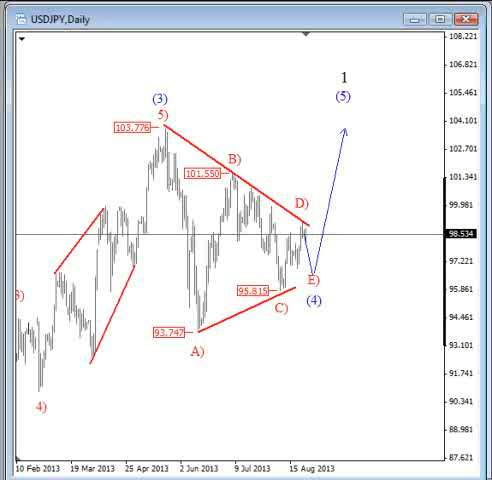 USDJPY,Daily
108.221
106.821
105.461
104.101
102.701
101.341
99.981
98.534
97.221
95.861
94.461
93.101
91.741
90.341
88.981
87.621
1
(5)
(3)
5)
103.776
B)
101.550
D)
E)
(4)
95.815
C)
93.747
A)
3)
4)
10 Feb 2013
19 Mar 2013
25 Apr 2013
2 Jun 2013
9 Jul 2013
15 Aug 2013